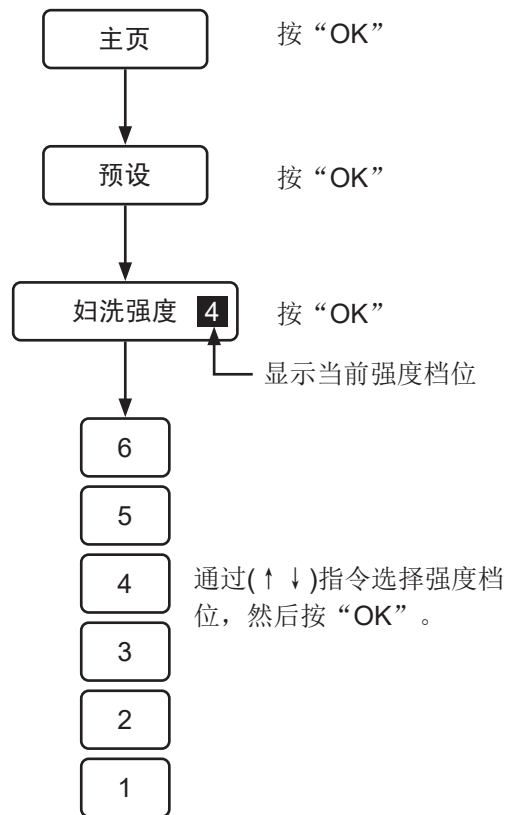 主页
按“OK”
预设
按“OK”
妇洗强度 4
按“OK”
显示当前强度档位
6
5
4
通过(↑↓)指令选择强度档
位，然后按“OK”。
3
2
1